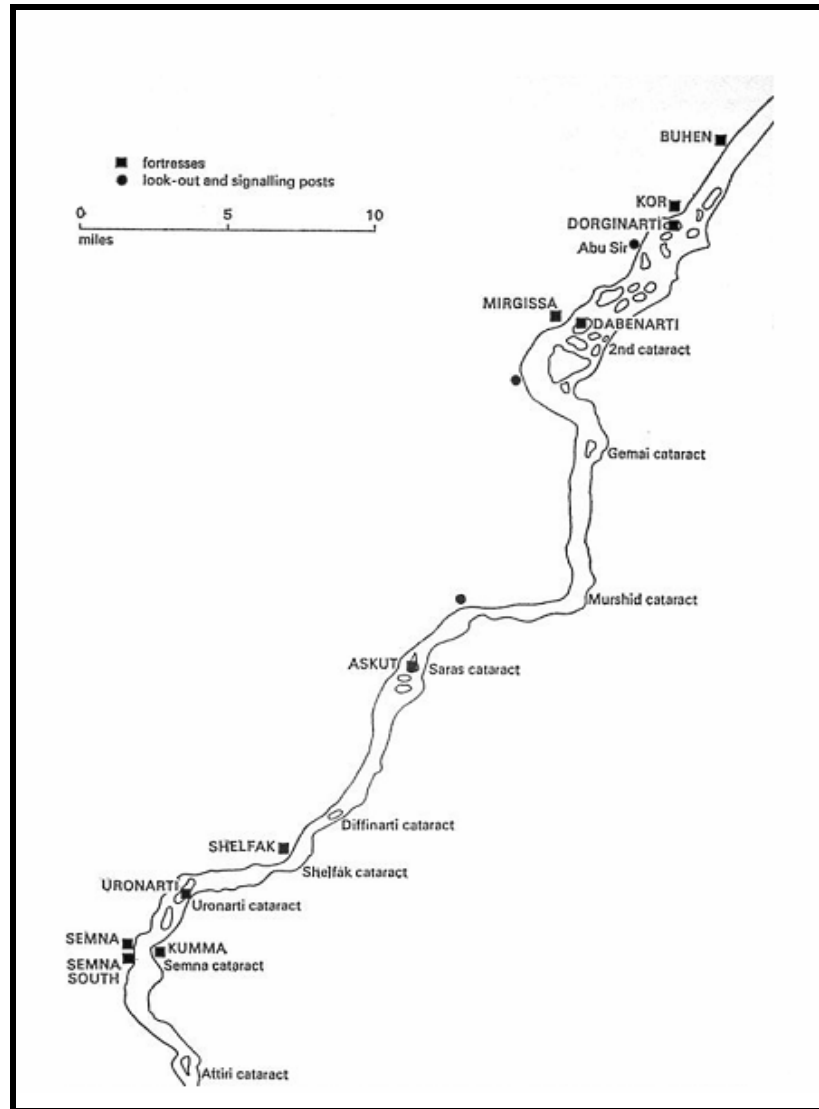 BUHEN
fortresses
look-out and signalling posts
KOR
0 5 10
DORGINARTI
miles
Abu Sir
MIRGISSA
DABENARTI
2nd cataract
Gemai cataract
Murshid cataract
ASKUT
Saras cataract
Diffinarti cataract
SHELFAK
Shelfak cataract
URONARTI
Uronarti cataract
SEMNA
KUMMA
SEMNA
SOUTH
Semna cataract
Attiri cataract